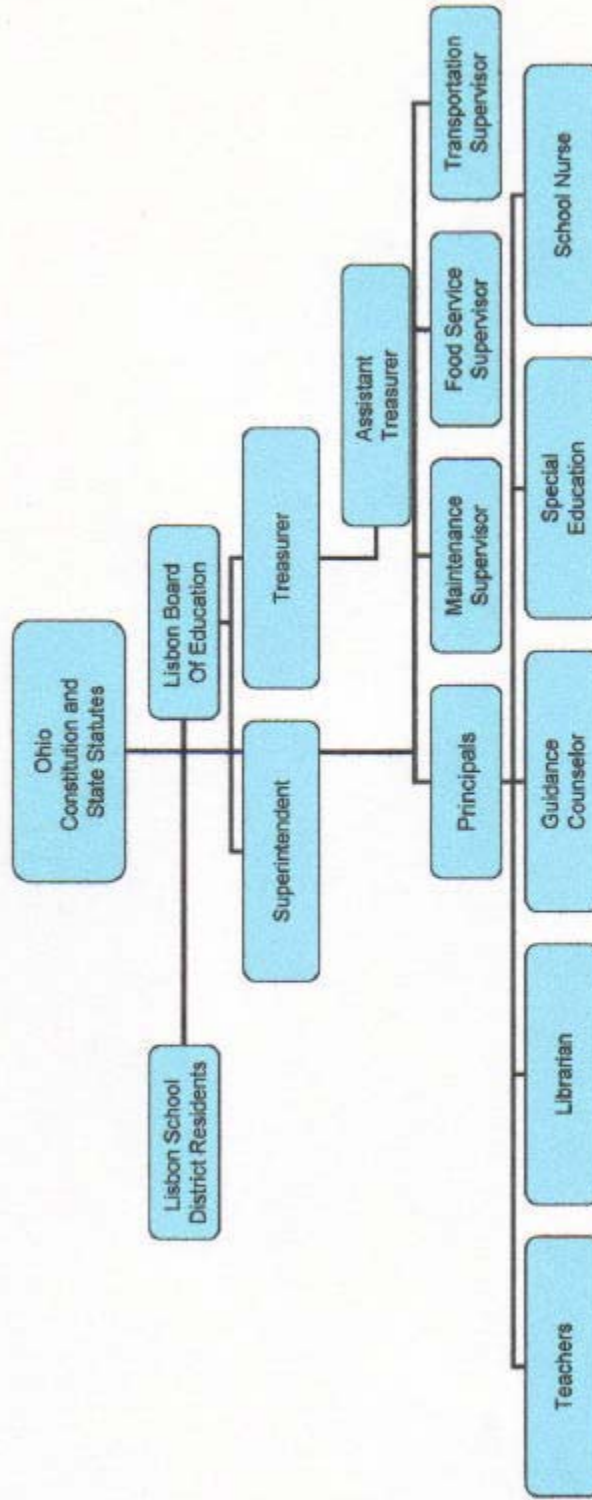 Ohio
Constitution and
State Statutes
Lisbon School
District Residents
Lisbon Board
Of Education
Superintendent
Treasurer
Assistant
Treasurer
Principals
Maintenance
Supervisor
Food Service
Supervisor
Transportation
Supervisor
Teachers
Librarian
Guidance
Counselor
Special
Education
School Nurse